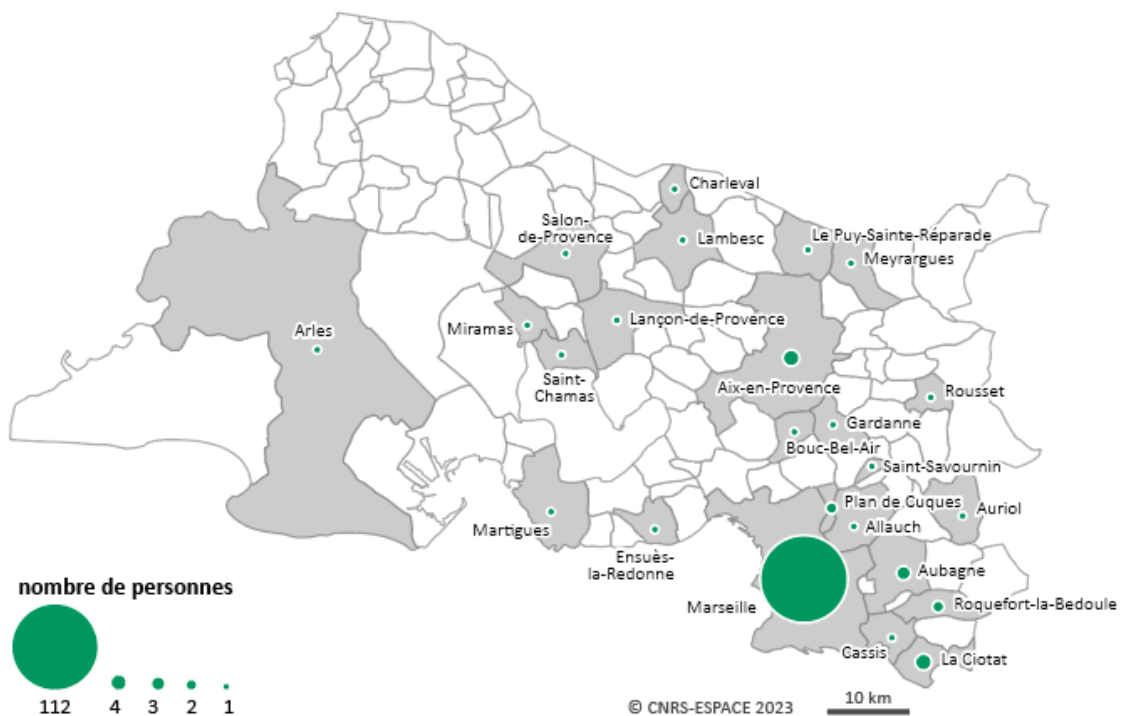 Charleval
Salon-
de-Provence
Lambesc
Le Puy-Sainte-Réparade
Meyrargues
Arles
Miramas
Lançon-de-Provence
Saint-
Chamas
Aix-en-Provence
Rousset
Gardanne
Bouc-Bel-Air
Saint-Savournin
Plan de Cuques
Auriol
Allauch
Martigues
Ensuès-
la-Redonne
Aubagne
Marseille
Roquefort-la-Bedoule
Cassis
La Ciotat
nombre de personnes
112 4 3 2 1
© CNRS-ESPACE 2023
10 km